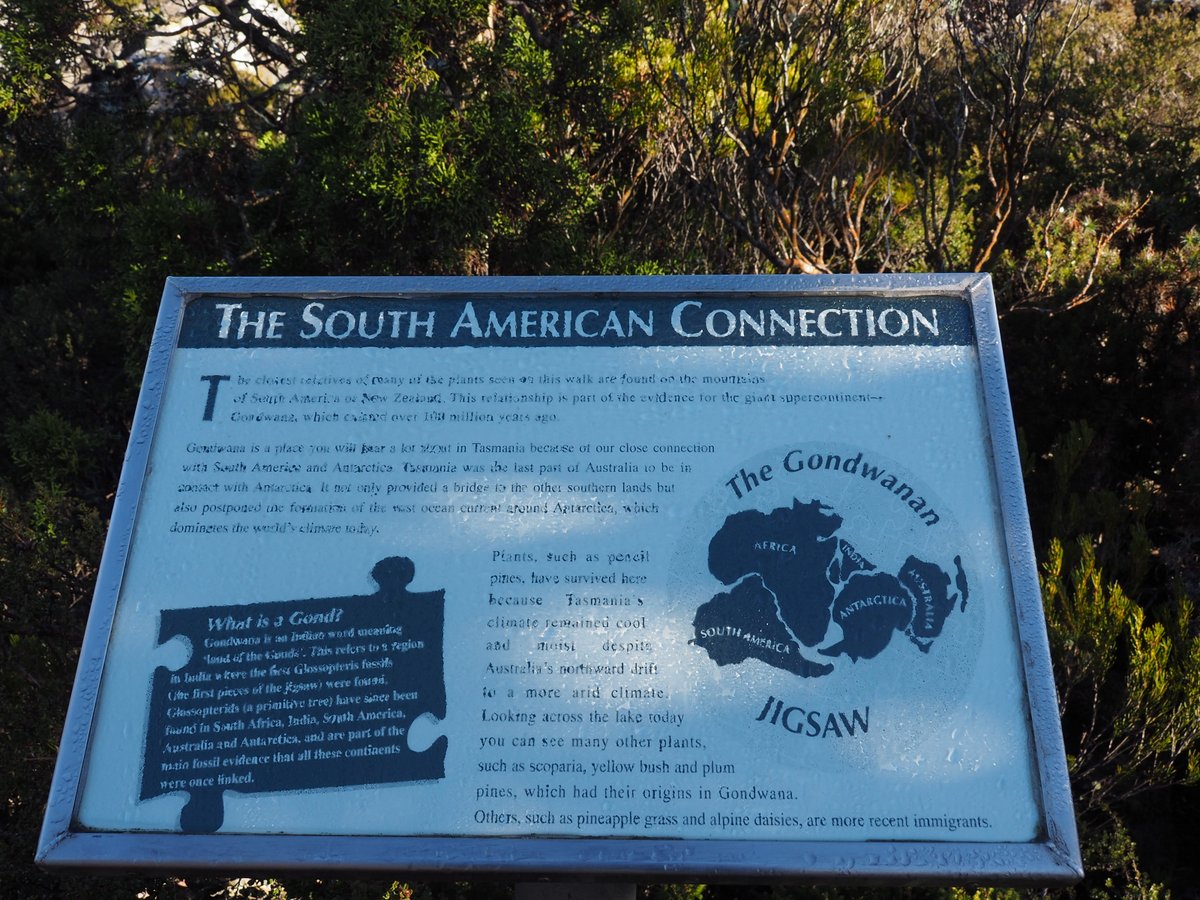 THE SOUTH AMERICAN CONNECTION
The closest relatives of many of the plants seen on this walk are found on the mountains
of South America or New Zealand. This relationship is part of the evidence for the giant supercontinent–
Gondwana, which existed over 100 million years ago.
Gondwana is a place you will hear a lot about in Tasmania because of our close connection
with South America and Antarctica. Tasmania was the last part of Australia to be in
contact with Antarctica. It not only provided a bridge to the other southern lands but
also postponed the formation of the vast ocean current around Antarctica, which
dominates the world's climate today.
What is a Gond?
Gondwana is an Indian word meaning
'land of the Gonds'. This refers to a region
in India where the first Glossopteris fossils
(the first pieces of the jigsaw) were found.
Glossopterids (a primitive tree) have since been
found in South Africa, India, South America,
Australia and Antarctica, and are part of the
main fossil evidence that all these continents
were once linked.
Plants, such as pencil
pines, have survived here
because Tasmania's
climate remained cool
and moist despite
Australia's northward drift
to a more arid climate.
Looking across the lake today
you can see many other plants,
such as scoparia, yellow bush and plum
pines, which had their origins in Gondwana.
Others, such as pineapple grass and alpine daisies, are more recent immigrants.
The Gondwanan
AFRICA
INDIA
ANTARCTICA
AUSTRALIA
SOUTH AMERICA
JIGSAW